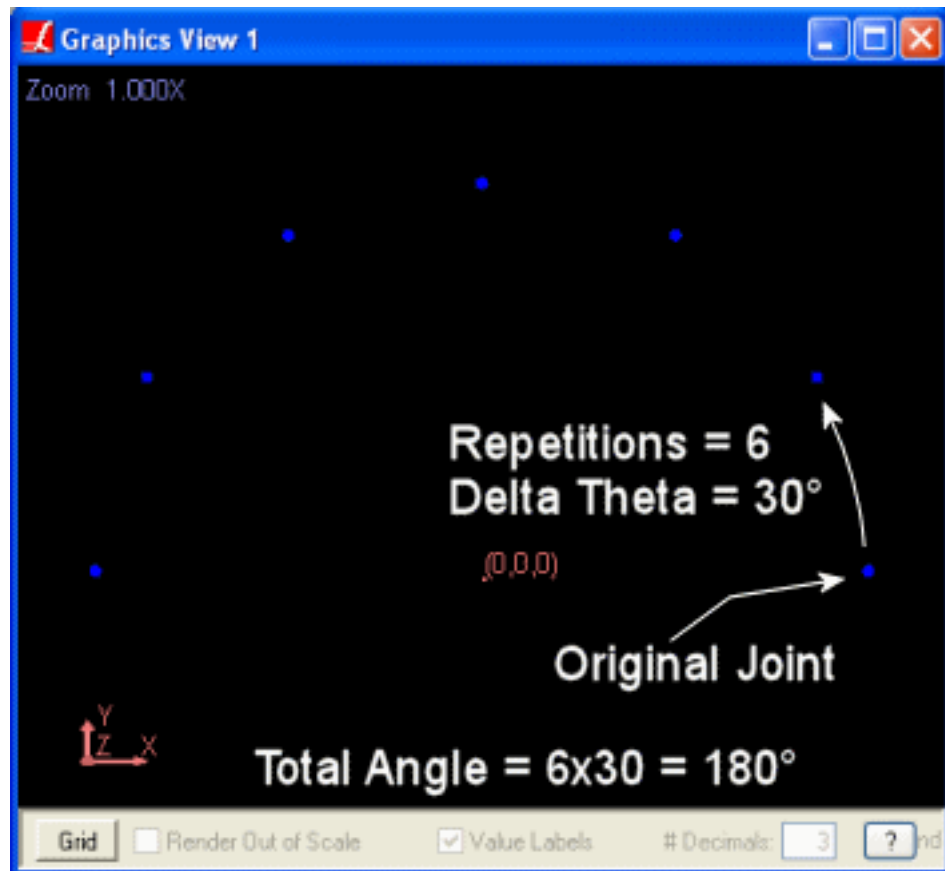 Graphics View 1
Zoom 1.000X
Repetitions = 6
Delta Theta = 30°
(0,0,0)
Original Joint
Y
Z X
Total Angle = 6x30 = 180°
Grid Render Out of Scale Value Labels # Decimals: 3 ? nd